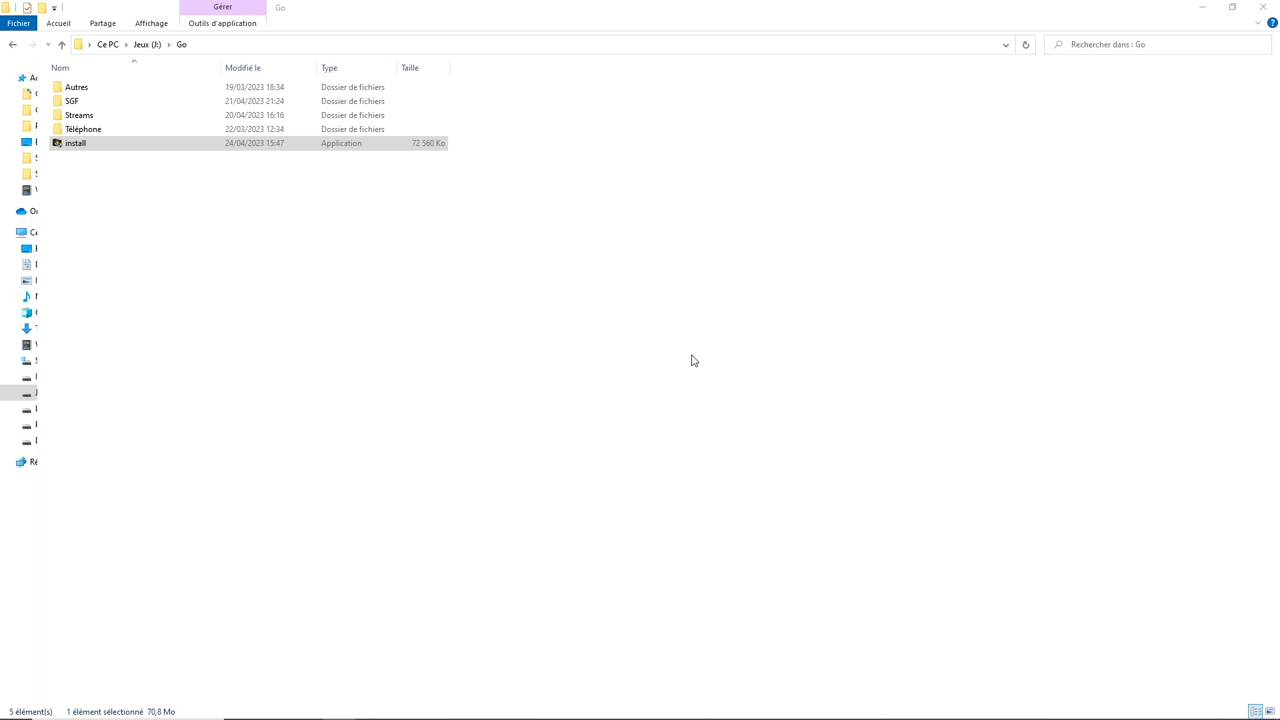 Gérer
Go
Fichier
Accueil
Partage
Affichage
Outils d'application
Ce PC
Jeux (J:)
Go
Rechercher dans : Go
Nom
Modifié le
Type
Taille
Autres
19/03/2023 18:34
Dossier de fichiers
SGF
21/04/2023 21:24
Dossier de fichiers
Streams
20/04/2023 16:16
Dossier de fichiers
Téléphone
22/03/2023 12:34
Dossier de fichiers
install
24/04/2023 15:47
Application
72 560 Ko
5 élément(s)
1 élément sélectionné 70,8 Mo